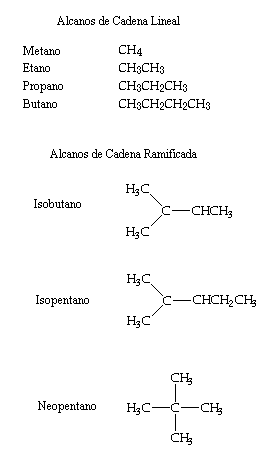 Alcanos de Cadena Lineal
Metano CH4
Etano CH3CH3
Propano CH3CH2CH3
Butano CH3CH2CH2CH3
Alcanos de Cadena Ramificada
H3C
Isobutano C—CHCH3
H3C
H3C
Isopentano C—CHCH2CH3
H3C
CH3
Neopentano H3C—C—CH3
CH3